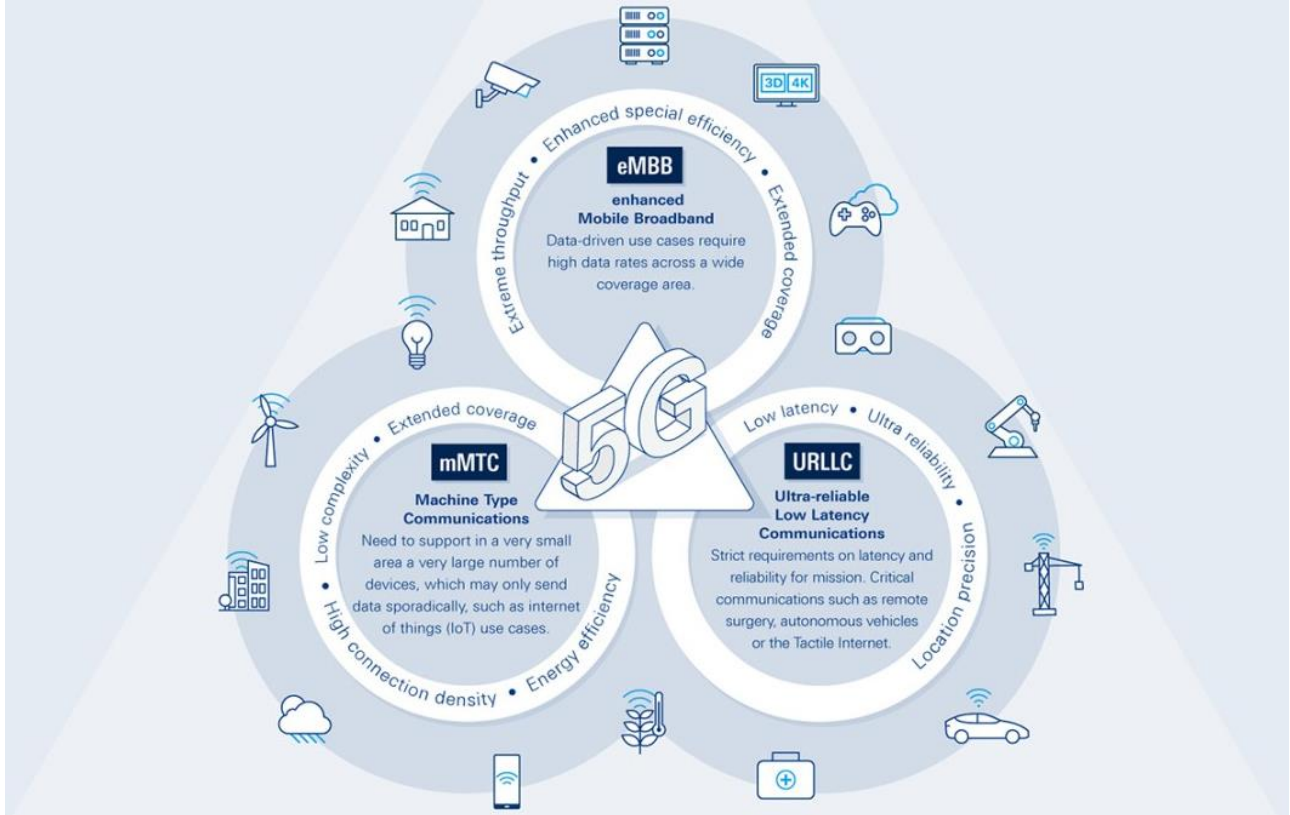 3D 4K
Extreme throughput • Enhanced special efficiency • Extended coverage
eMBB
enhanced
Mobile Broadband
Data-driven use cases require
high data rates across a wide
coverage area.
5G
• High connection density • Energy efficiency
Low complexity • Extended coverage
mMTC
Machine Type
Communications
Need to support in a very small
area a very large number of
devices, which may only send
data sporadically, such as internet
of things (IoT) use cases.
Low latency • Ultra reliability •
Location precision
URLLC
Ultra-reliable
Low Latency
Communications
Strict requirements on latency and
reliability for mission. Critical
communications such as remote
surgery, autonomous vehicles
or the Tactile Internet.